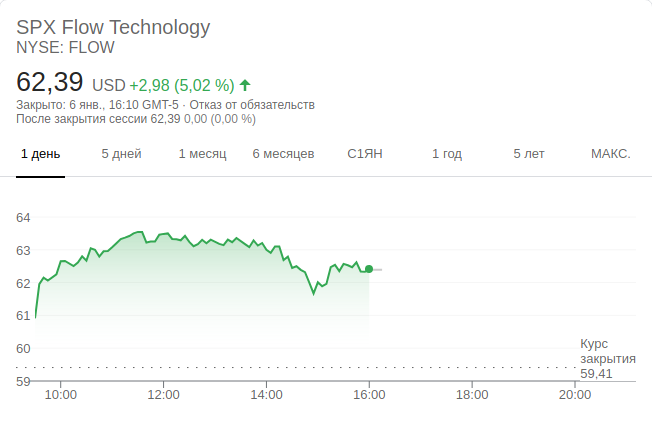 SPX Flow Technology
NYSE: FLOW
62,39 USD +2,98 (5,02 %)
Закрыто: 6 янв., 16:10 GMT-5 · Отказ от обязательств
После закрытия сессии 62,39 0,00 (0,00 %)
1 день 5 дней 1 месяц 6 месяцев С1ЯН 1 год 5 лет МАКС.
64
63
62
61
60
Курс
закрытия
59,41
59
10:00 12:00 14:00 16:00 18:00 20:00